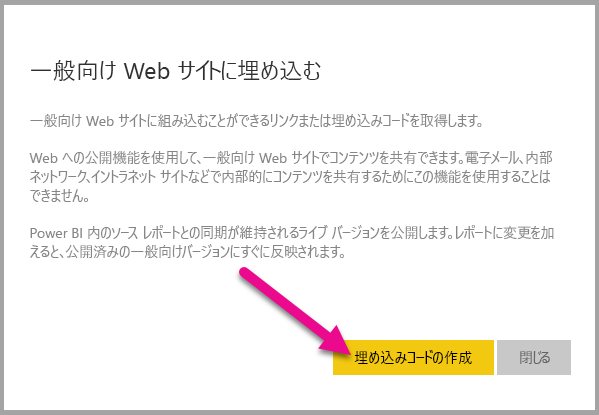 一般向け Web サイトに埋め込む
一般向け Web サイトに組み込むことができるリンクまたは埋め込みコードを取得します。
Web への公開機能を使用して、一般向け Web サイトでコンテンツを共有できます。電子メール、内部
ネットワーク、イントラネット サイトなどで内部的にコンテンツを共有するためにこの機能を使用することは
できません。
Power BI 内のソース レポートとの同期が維持されるライブ バージョンを公開します。レポートに変更を加
えると、公開済みの一般向けバージョンにすぐに反映されます。
埋め込みコードの作成
閉じる